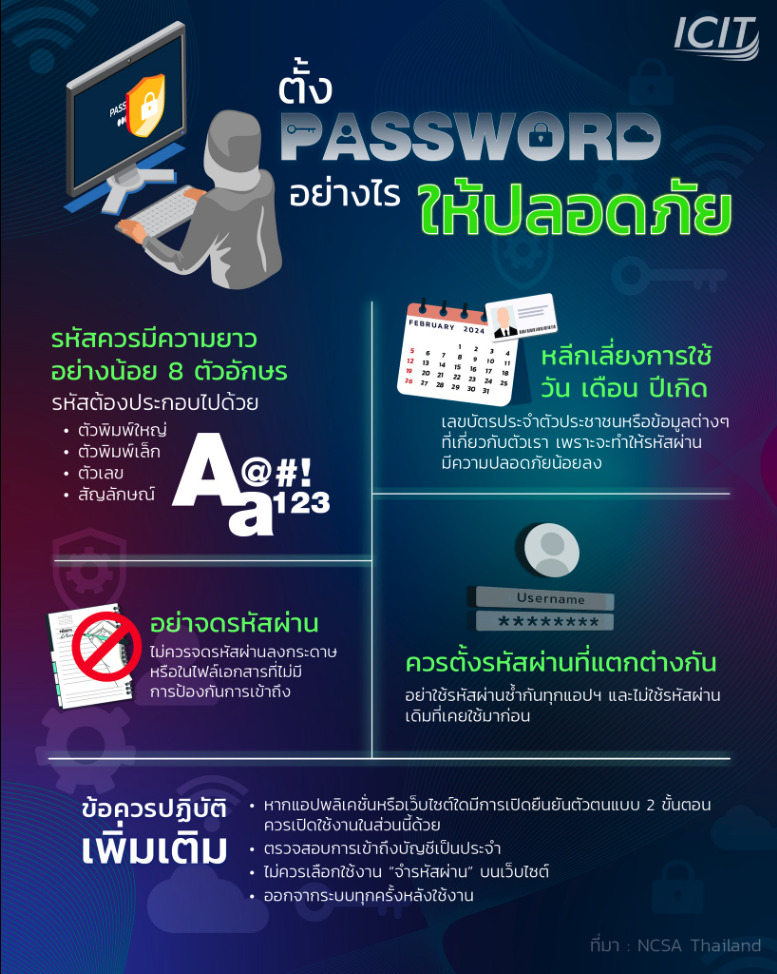 ICIT
PASS
ตั้ง
PASSWORD
อย่างไร
ให้ปลอดภัย
รหัสควรมีความยาว
อย่างน้อย 8 ตัวอักษร
รหัสต้องประกอบไปด้วย
• ตัวพิมพ์ใหญ่
• ตัวพิมพ์เล็ก
• ตัวเลข
• สัญลักษณ์
A@#!
a123
FEBRUARY 2024
1 2 3 4
5 6 7 8 9 10 11
12 13 14 15 16 17 18
19 20 21 22 23 24 25
26 27 28 29 30 31
หลีกเลี่ยงการใช้
วัน เดือน ปีเกิด
เลขบัตรประจำตัวประชาชนหรือข้อมูลต่างๆ
ที่เกี่ยวกับตัวเรา เพราะจะทำให้รหัสผ่าน
มีความปลอดภัยน้อยลง
อย่าจดรหัสผ่าน
ไม่ควรจดรหัสผ่านลงกระดาษ
หรือในไฟล์เอกสารที่ไม่มี
การป้องกันการเข้าถึง
Username
********
ควรตั้งรหัสผ่านที่แตกต่างกัน
อย่าใช้รหัสผ่านซ้ำกันทุกแอปฯ และไม่ใช้รหัสผ่าน
เดิมที่เคยใช้มาก่อน
ข้อควรปฏิบัติ
เพิ่มเติม
• หากแอปพลิเคชั่นหรือเว็บไซต์ใดมีการเปิดยืนยันตัวตนแบบ 2 ขั้นตอน
ควรเปิดใช้งานในส่วนนี้ด้วย
• ตรวจสอบการเข้าถึงบัญชีเป็นประจำ
• ไม่ควรเลือกใช้งาน “จำรหัสผ่าน” บนเว็บไซต์
• ออกจากระบบทุกครั้งหลังใช้งาน
ที่มา : NCSA Thailand